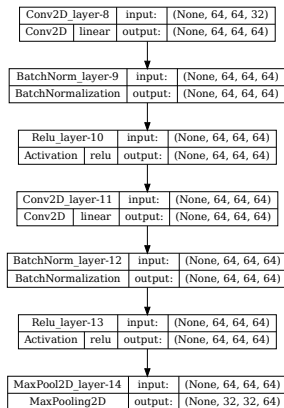 Conv2D_layer-8 input: (None, 64, 64, 32)
Conv2D linear output: (None, 64, 64, 64)
BatchNorm_layer-9 input: (None, 64, 64, 64)
BatchNormalization output: (None, 64, 64, 64)
Relu_layer-10 input: (None, 64, 64, 64)
Activation relu output: (None, 64, 64, 64)
Conv2D_layer-11 input: (None, 64, 64, 64)
Conv2D linear output: (None, 64, 64, 64)
BatchNorm_layer-12 input: (None, 64, 64, 64)
BatchNormalization output: (None, 64, 64, 64)
Relu_layer-13 input: (None, 64, 64, 64)
Activation relu output: (None, 64, 64, 64)
MaxPool2D_layer-14 input: (None, 64, 64, 64)
MaxPooling2D output: (None, 32, 32, 64)